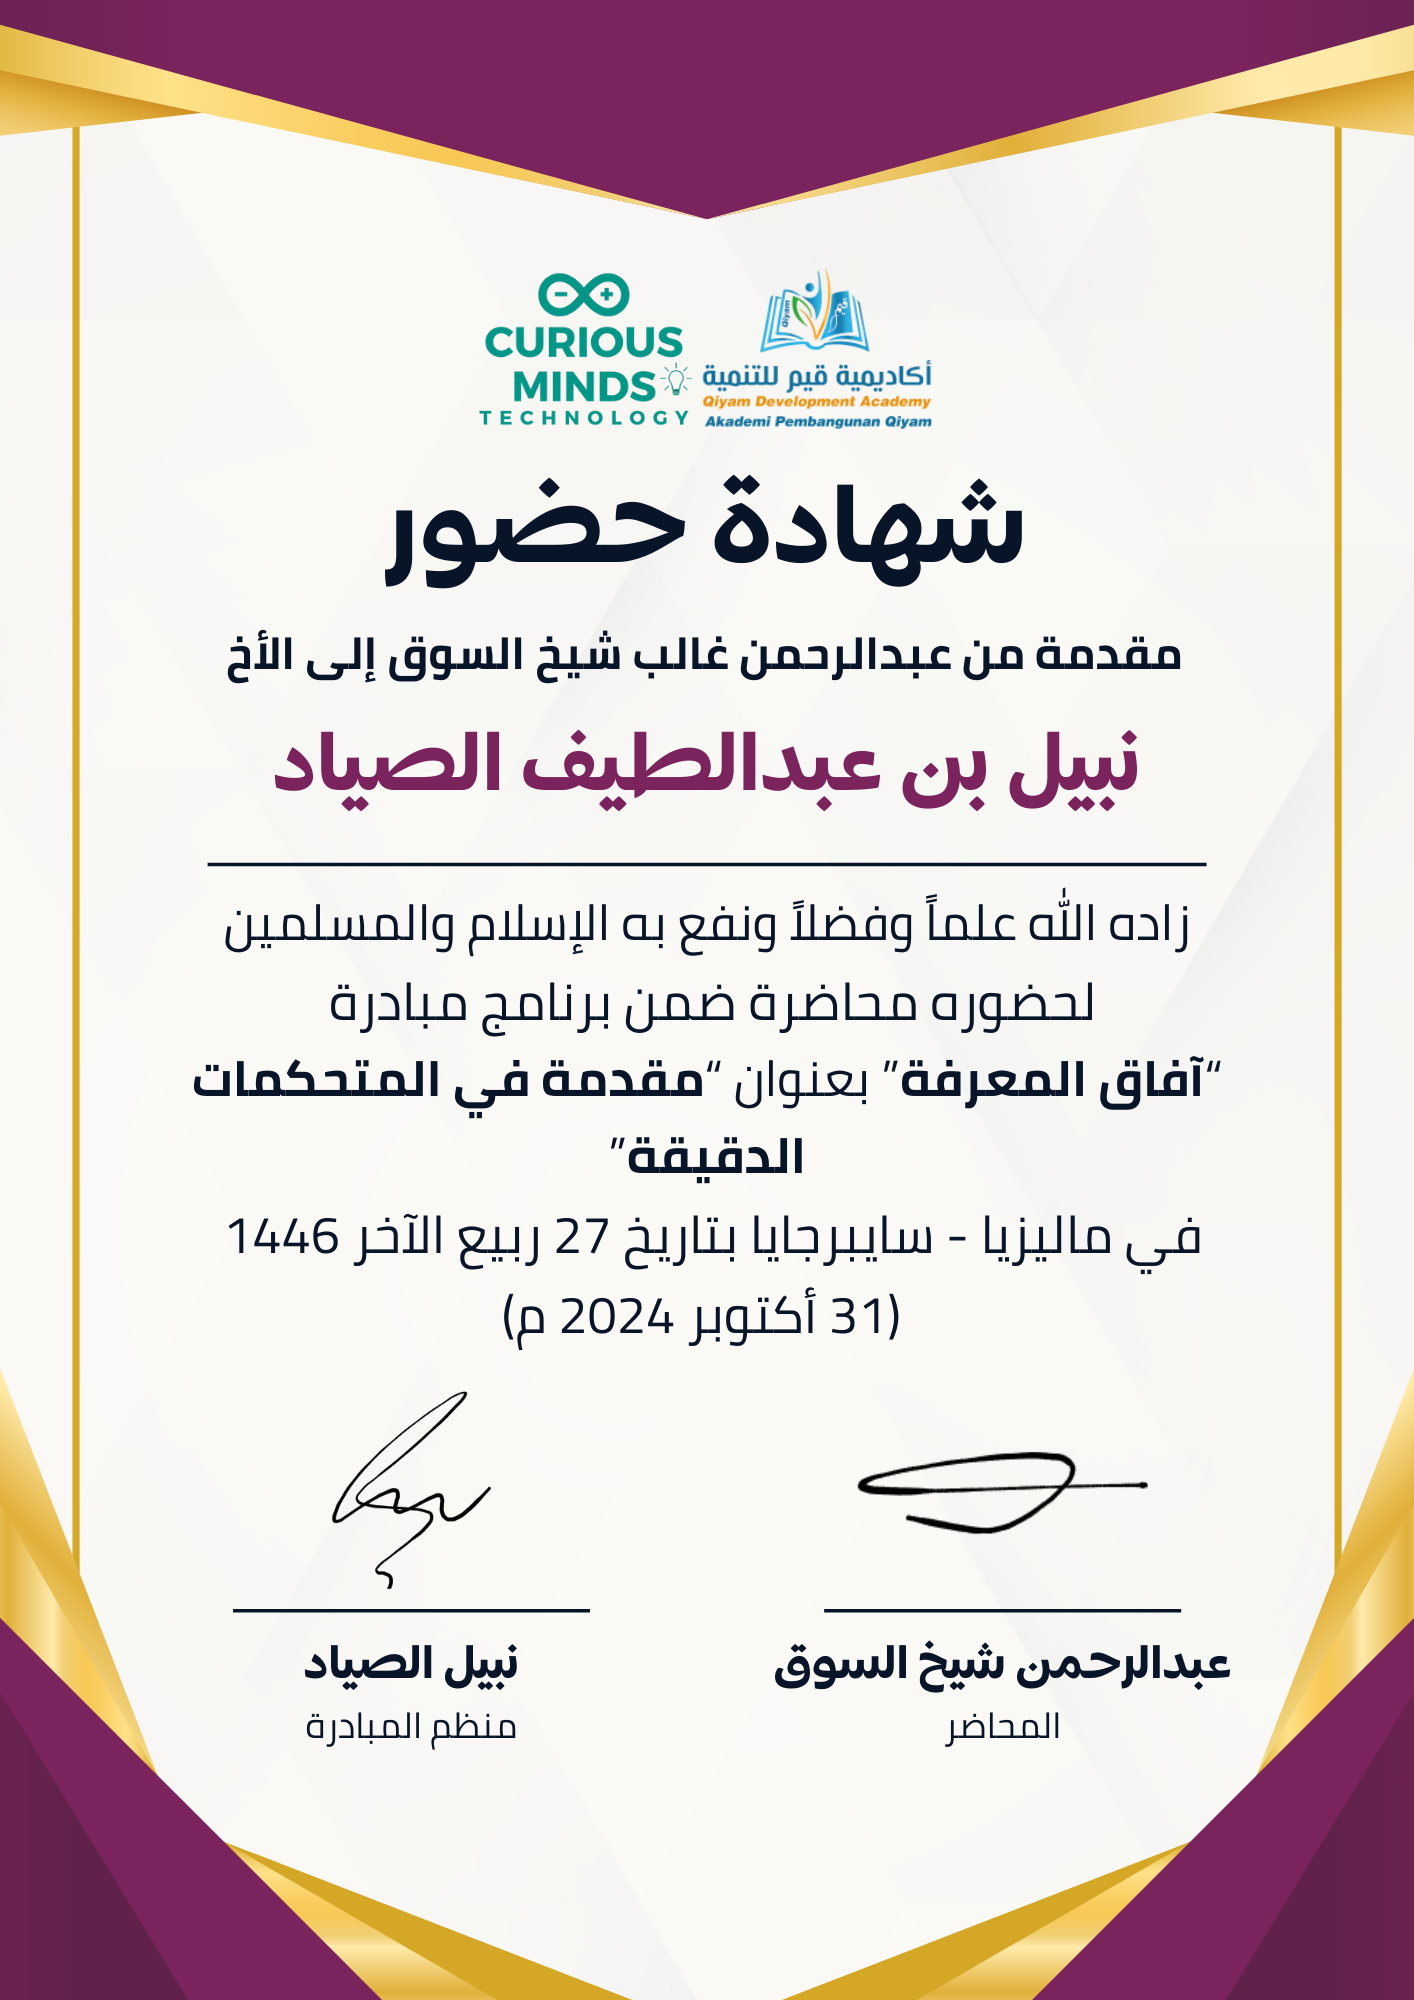 CURIOUS
MINDS
TECHNOLOGY
Qiyam
قيم
أكاديمية قيم للتنمية
Qiyam Development Academy
Akademi Pembangunan Qiyam
شهادة حضور
مقدمة من عبدالرحمن غالب شيخ السوق إلى الأخ
نبيل بن عبدالطيف الصياد
زاده الله علماً وفضلاً ونفع به الإسلام والمسلمين
لحضوره محاضرة ضمن برنامج مبادرة
“آفاق المعرفة” بعنوان “مقدمة في المتحكمات
الدقيقة”
في ماليزيا - سايبرجايا بتاريخ 27 ربيع الآخر 1446
(31 أكتوبر 2024 م)
عبدالرحمن شيخ السوق
المحاضر
نبيل الصياد
منظم المبادرة